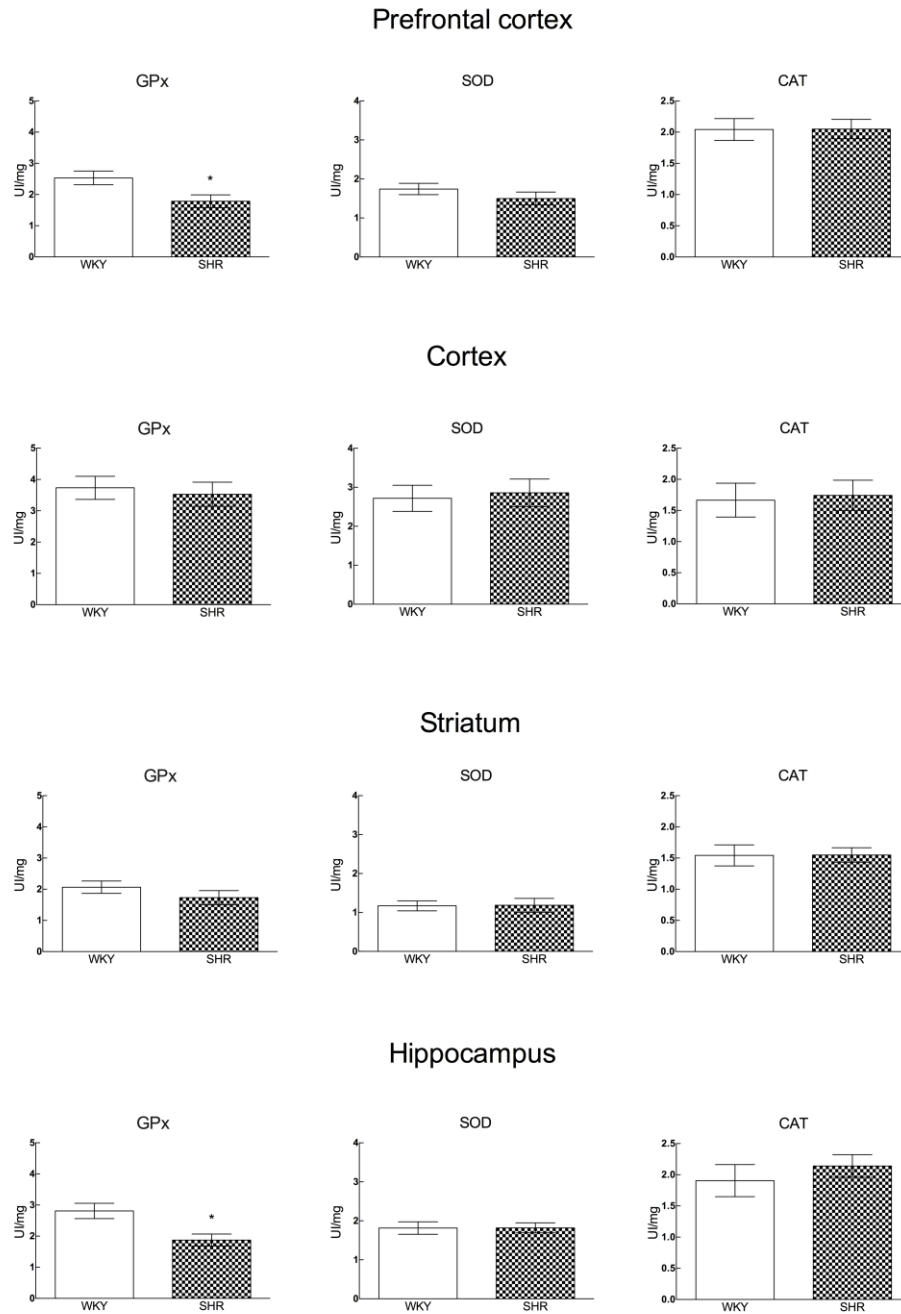 Prefrontal cortex
GPx SOD CAT
UI/mg 5 4 3 2 1 0 * WKY SHR
UI/mg 4 3 2 1 0 WKY SHR
UI/mg 2.5 2.0 1.5 1.0 0.5 0.0 WKY SHR
Cortex
GPx SOD CAT
UI/mg 5 4 3 2 1 0 WKY SHR
UI/mg 4 3 2 1 0 WKY SHR
UI/mg 2.5 2.0 1.5 1.0 0.5 0.0 WKY SHR
Striatum
GPx SOD CAT
UI/mg 5 4 3 2 1 0 WKY SHR
UI/mg 4 3 2 1 0 WKY SHR
UI/mg 2.5 2.0 1.5 1.0 0.5 0.0 WKY SHR
Hippocampus
GPx SOD CAT
UI/mg 5 4 3 2 1 0 * WKY SHR
UI/mg 4 3 2 1 0 WKY SHR
UI/mg 2.5 2.0 1.5 1.0 0.5 0.0 WKY SHR